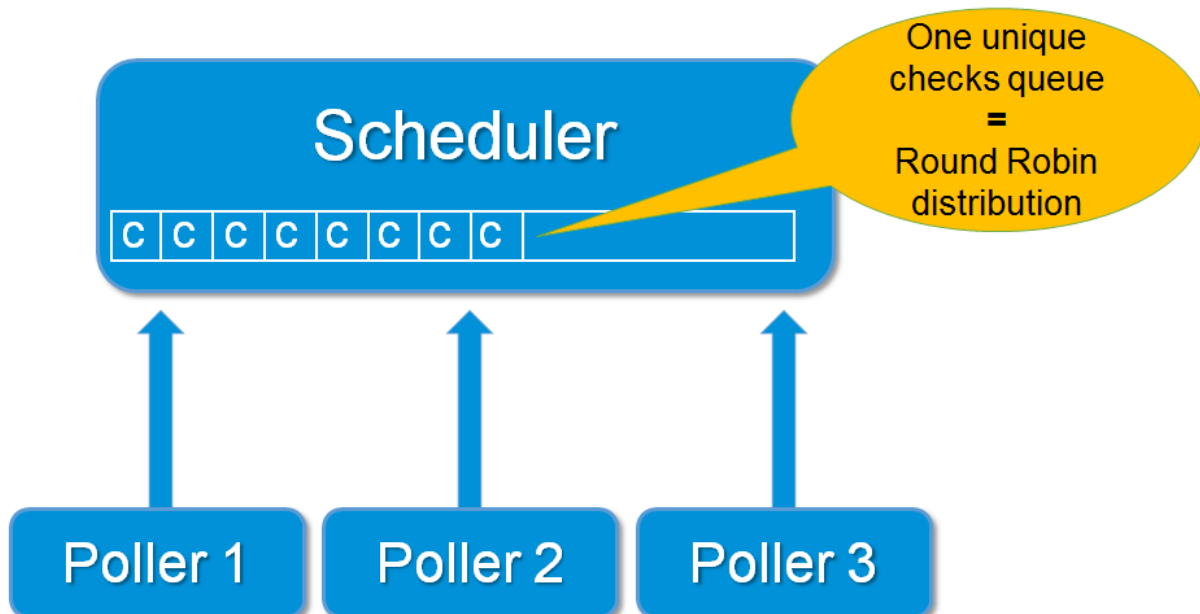 One unique
checks queue
=
Round Robin
distribution
Scheduler
C C C C C C C C
Poller 1 Poller 2 Poller 3